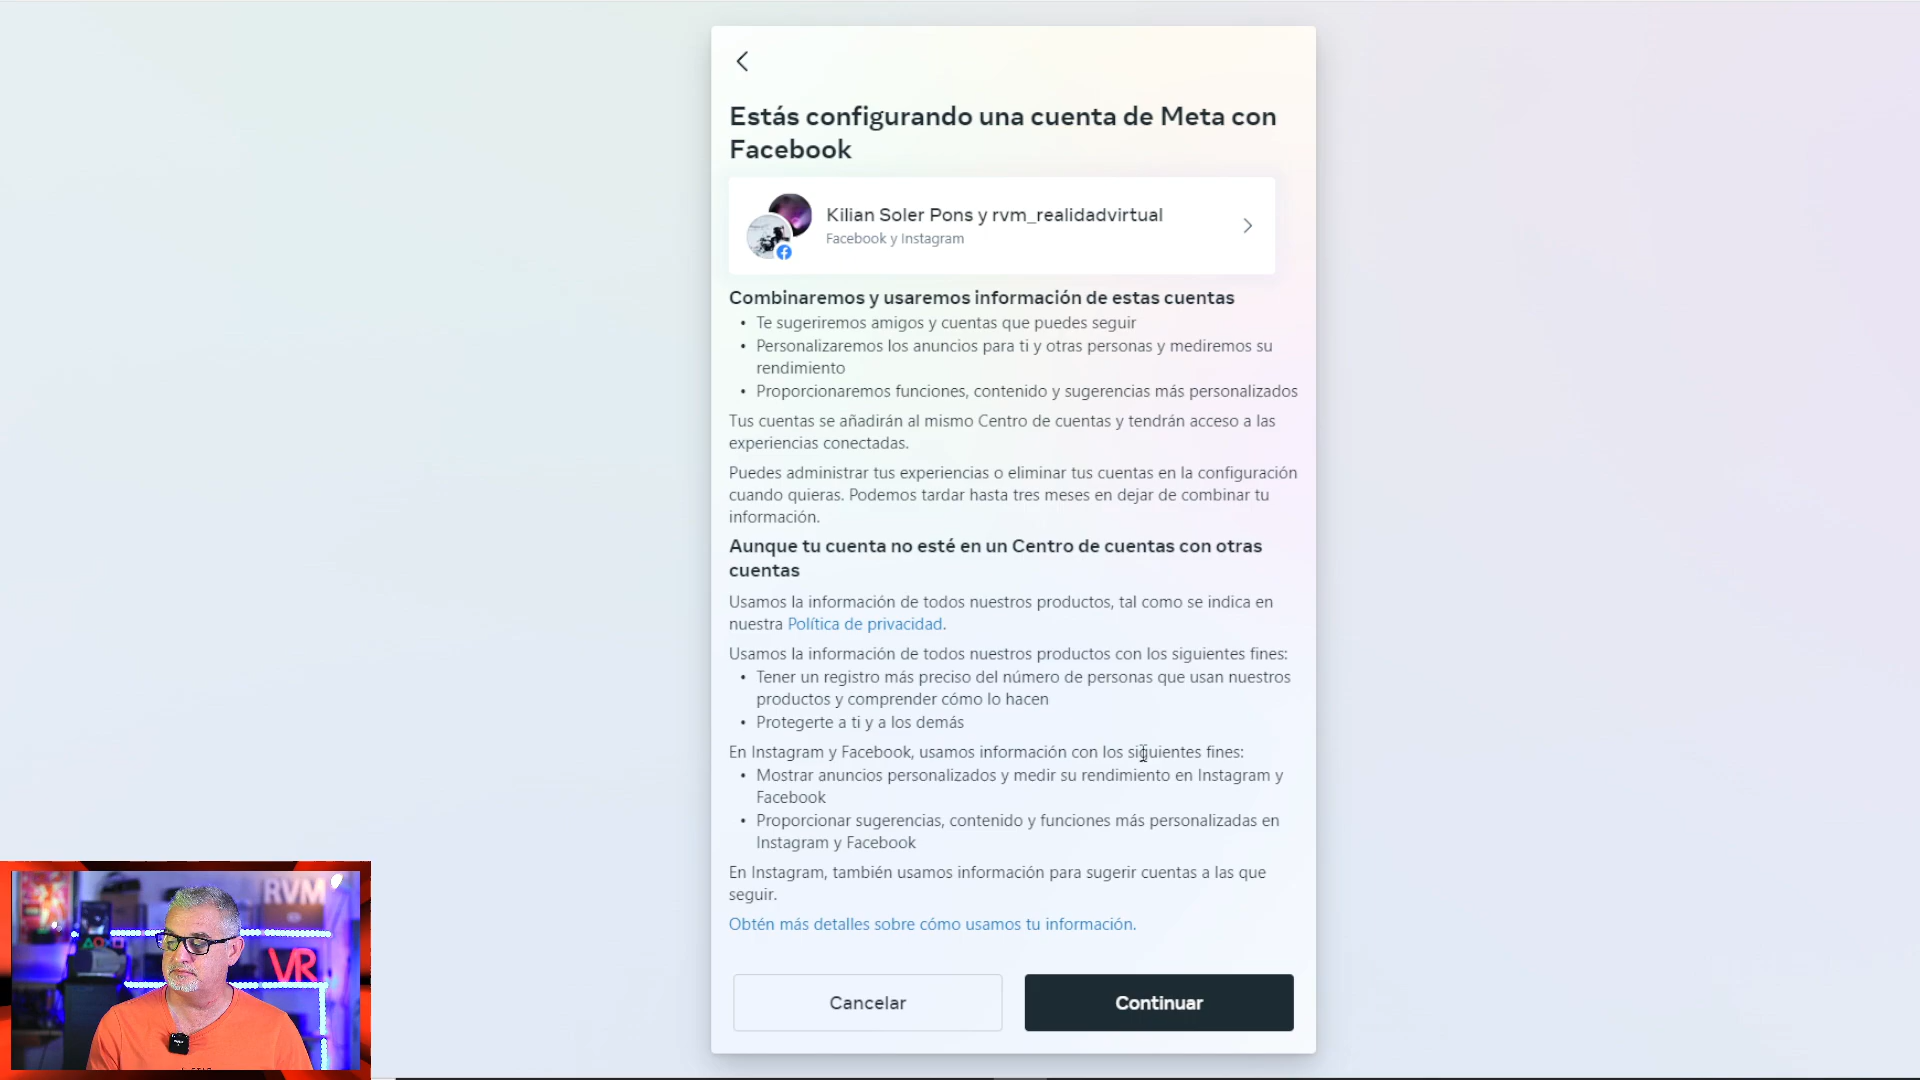 Estás configurando una cuenta de Meta con
Facebook
Kilian Soler Pons y rvm_realidadvirtual
Facebook y Instagram
Combinaremos y usaremos información de estas cuentas
• Te sugeriremos amigos y cuentas que puedes seguir
• Personalizaremos los anuncios para ti y otras personas y mediremos su
rendimiento
• Proporcionaremos funciones, contenido y sugerencias más personalizados
Tus cuentas se añadirán al mismo Centro de cuentas y tendrán acceso a las
experiencias conectadas.
Puedes administrar tus experiencias o eliminar tus cuentas en la configuración
cuando quieras. Podemos tardar hasta tres meses en dejar de combinar tu
información.
Aunque tu cuenta no esté en un Centro de cuentas con otras
cuentas
Usamos la información de todos nuestros productos, tal como se indica en
nuestra Política de privacidad.
Usamos la información de todos nuestros productos con los siguientes fines:
• Tener un registro más preciso del número de personas que usan nuestros
productos y comprender cómo lo hacen
• Protegerte a ti y a los demás
En Instagram y Facebook, usamos información con los siguientes fines:
• Mostrar anuncios personalizados y medir su rendimiento en Instagram y
Facebook
• Proporcionar sugerencias, contenido y funciones más personalizadas en
Instagram y Facebook
En Instagram, también usamos información para sugerir cuentas a las que
seguir.
Obtén más detalles sobre cómo usamos tu información.
Cancelar
Continuar
RVM
VR